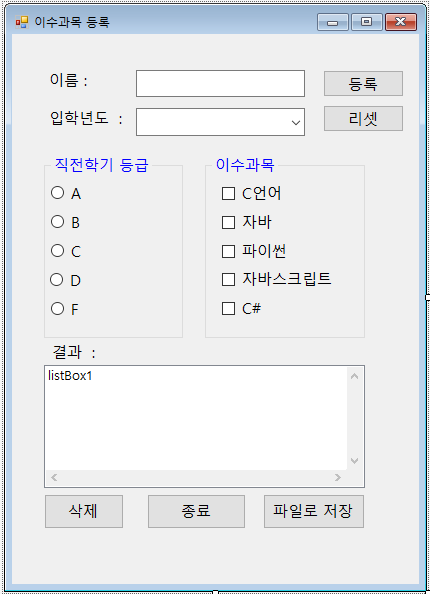 이수과목 등록
이름 :
등록
입학년도 :
리셋
직전학기 등급
A
B
C
D
F
이수과목
C언어
자바
파이썬
자바스크립트
C#
결과 :
listBox1
삭제
종료
파일로 저장